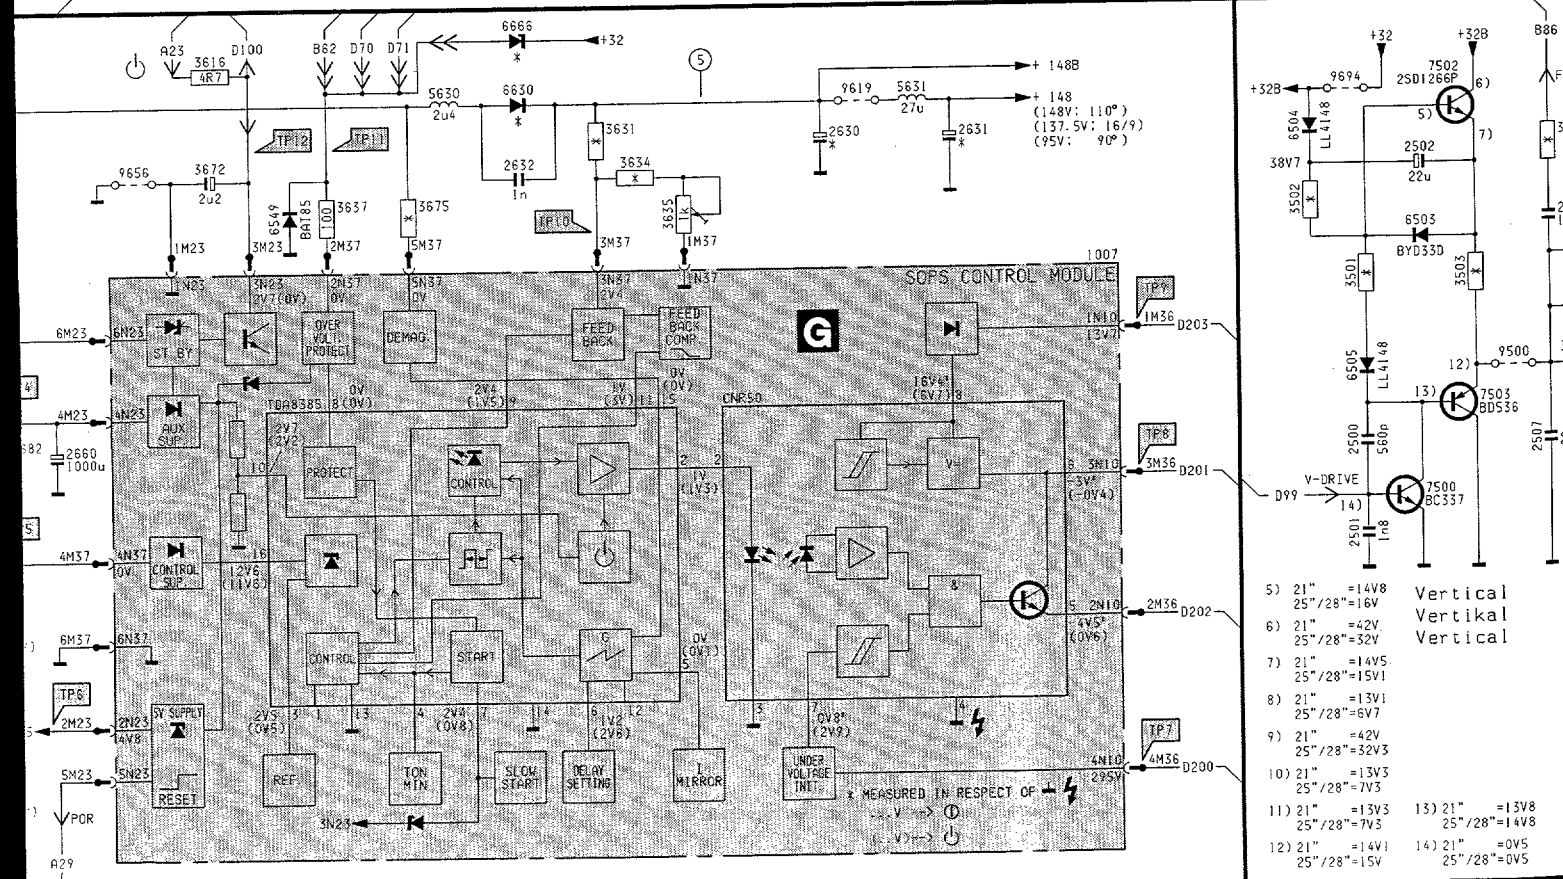 A23
D100
B62
D70
D71
6666
*
+32
5
3616
4R7
5630
2u4
6630
*
+ 148B
9619
5631
27u
+ 148
(148V: 110°)
(137.5V: 16/9)
(95V: 90°)
TP12
TP11
3631
*
2630
*
2631
*
9656
3672
2u2
2632
1n
3634
*
6549
BAT85
100
3637
*
3675
TP10
3635
1k
1M23
3M23
2M37
5M37
3M37
1M37
1007
SOPS CONTROL MODULE
1N23
3N23
2V7(0V)
2N37
0V
5N37
0V
3N37
2V4
1N37
TP9
G
6M23
6N23
ST BY
OVER
VOLT.
PROTECT
DEMAG.
FEED
BACK
FEED
BACK
COMP.
1N10
13V7
1M36
D203
4M23
4N23
AUX
SUP.
TDA8385
8
0V
(0V)
2V4
(1V5)
9
1V
(3V)
11
0V
(0V)
15
CNR50
16V4*
(6V7)
8
682
2660
1000u
2V7
(2V2)
10
PROTECT
CONTROL
2
1V
(1V3)
2
V=
6
3N10
-3V*
(-0V4)
TP8
3M36
D201
4M37
4N37
0V
CONTROL
SUP.
16
12V6
(11V6)
&
5
2N10
4V5*
(0V6)
2M36
D202
6M37
6N37
CONTROL
START
G
0V
(0V1)
5
TP6
2M23
2N23
4V8
5V SUPPLY
RESET
5M23
5N23
POR
A29
2V5
(0V5)
3
1
13
4
2V4
(0V8)
7
14
6
1V2
(2V6)
12
3
7
0V8*
(2V9)
4
REF.
TON
MIN
SLOW
START
DELAY
SETTING
I
MIRROR
UNDER
VOLTAGE
INIT.
TP7
4N10
295V
4M36
D200
3N23
* MEASURED IN RESPECT OF
...V -->
(..V)-->
+32
+32B
B86
+32B
9694
7502
2SD1266P
6)
5)
7)
6504
LL4148
38V7
2502
22u
3502
*
6503
BYD33D
3501
*
3503
*
6505
LL4148
12)
9500
13)
7503
BDS36
2500
560p
2507
D99
V-DRIVE
14)
7500
BC337
2501
1n8
5) 21" =14V8
25"/28"=16V
6) 21" =42V
25"/28"=32V
7) 21" =14V5
25"/28"=15V1
8) 21" =13V1
25"/28"=6V7
9) 21" =42V
25"/28"=32V3
10) 21" =13V3
25"/28"=7V3
11) 21" =13V3
25"/28"=7V3
12) 21" =14V1
25"/28"=15V
13) 21" =13V8
25"/28"=14V8
14) 21" =0V5
25"/28"=0V5
Vertical
Vertikal
Vertical